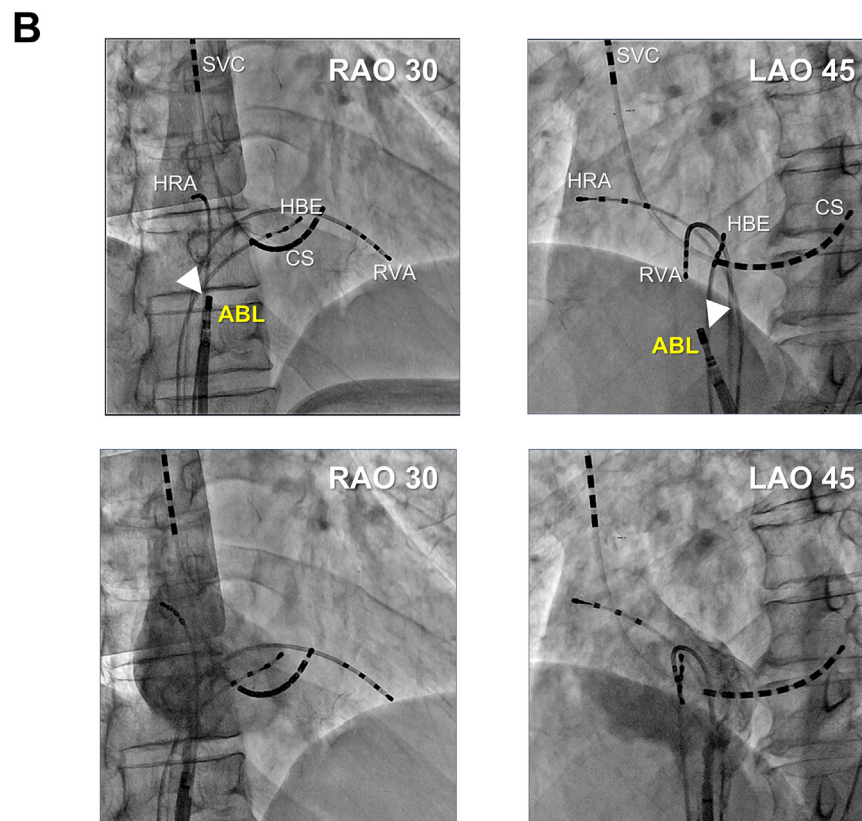 B
RAO 30
SVC
HRA
HBE
CS
RVA
ABL
LAO 45
SVC
HRA
HBE
CS
RVA
ABL
RAO 30
LAO 45